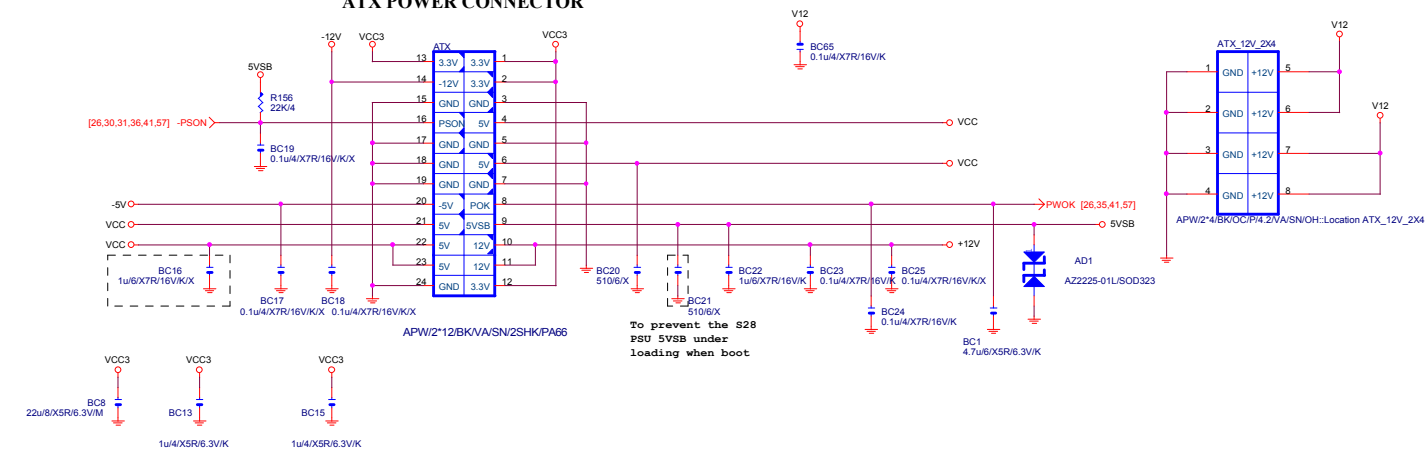 ATX POWER CONNECTOR
-12V
VCC3
ATX
VCC3
13 3.3V 3.3V 1
14 -12V 3.3V 2
15 GND GND 3
16 PSON 5V 4
17 GND GND 5
18 GND 5V 6
19 GND GND 7
20 -5V POK 8
21 5V 5VSB 9
22 5V 12V 10
23 5V 12V 11
24 GND 3.3V 12
APW/2*12/BK/VA/SN/2SHK/PA66
5VSB
R156
22K/4
[26,30,31,36,41,57] -PSON
BC19
0.1u/4/X7R/16V/K/X
-5V
VCC
VCC
BC16
1u/6/X7R/16V/K/X
BC17
0.1u/4/X7R/16V/K/X
BC18
0.1u/4/X7R/16V/K/X
V12
BC65
0.1u/4/X7R/16V/K
VCC
VCC
PWOK [26,35,41,57]
5VSB
+12V
BC20
510/6/X
BC21
510/6/X
To prevent the S28
PSU 5VSB under
loading when boot
BC22
1u/6/X7R/16V/K
BC23
0.1u/4/X7R/16V/K
BC25
0.1u/4/X7R/16V/K/X
BC24
0.1u/4/X7R/16V/K
BC1
4.7u/6/X5R/6.3V/K
AD1
AZ2225-01L/SOD323
V12
ATX_12V_2X4
1 GND +12V 5
2 GND +12V 6
V12
3 GND +12V 7
4 GND +12V 8
APW/2*4/BK/OC/P/4.2/VA/SN/OH::Location ATX_12V_2X4
VCC3
BC8
22u/8/X5R/6.3V/M
VCC3
BC13
1u/4/X5R/6.3V/K
VCC3
BC15
1u/4/X5R/6.3V/K